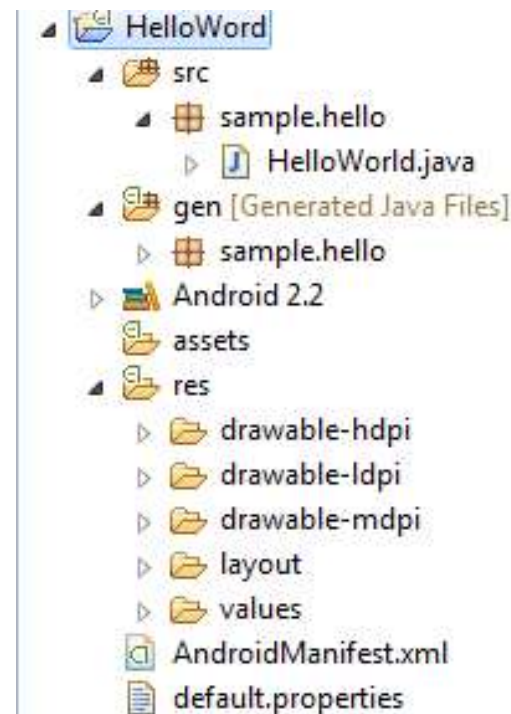 HelloWord
src
sample.hello
HelloWorld.java
gen [Generated Java Files]
sample.hello
Android 2.2
assets
res
drawable-hdpi
drawable-ldpi
drawable-mdpi
layout
values
AndroidManifest.xml
default.properties